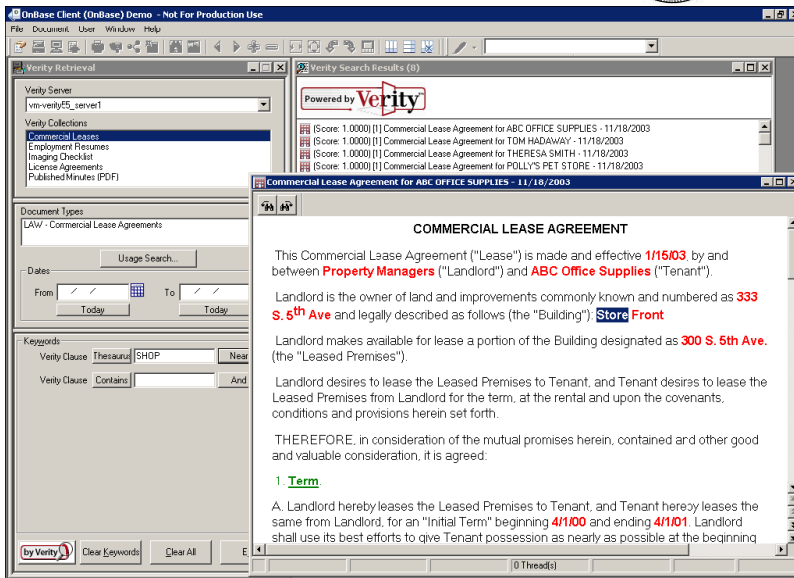 OnBase Client (OnBase) Demo - Not For Production Use
File Document User Window Help
Verity Retrieval
Verity Server
vm-verity55_server1
Verity Collections
Commercial Leases
Employment Resumes
Imaging Checklist
License Agreements
Published Minutes (PDF)
Document Types
LAW - Commercial Lease Agreements
Usage Search...
Dates
From / / To / /
Today Today
Keywords
Verity Clause Thesaurus SHOP Near
Verity Clause Contains And
by Verity Clear Keywords Clear All E
Verity Search Results (8)
Powered by Verity
(Score: 1.0000) [1] Commercial Lease Agreement for ABC OFFICE SUPPLIES - 11/18/2003
(Score: 1.0000) [1] Commercial Lease Agreement for TOM HADAWAY - 11/18/2003
(Score: 1.0000) [1] Commercial Lease Agreement for THERESA SMITH - 11/18/2003
(Score: 1.0000) [1] Commercial Lease Agreement for POLLY'S PET STORE - 11/18/2003
Commercial Lease Agreement for ABC OFFICE SUPPLIES - 11/18/2003
COMMERCIAL LEASE AGREEMENT
This Commercial Lease Agreement ("Lease") is made and effective 1/15/03, by and
between Property Managers ("Landlord") and ABC Office Supplies ("Tenant").
Landlord is the owner of land and improvements commonly known and numbered as 333
S. 5th Ave and legally described as follows (the "Building"): Store Front
Landlord makes available for lease a portion of the Building designated as 300 S. 5th Ave.
(the "Leased Premises").
Landlord desires to lease the Leased Premises to Tenant, and Tenant desires to lease the
Leased Premises from Landlord for the term, at the rental and upon the covenants,
conditions and provisions herein set forth.
THEREFORE, in consideration of the mutual promises herein, contained and other good
and valuable consideration, it is agreed:
1. Term.
A. Landlord hereby leases the Leased Premises to Tenant, and Tenant hereby leases the
same from Landlord, for an "Initial Term" beginning 4/1/00 and ending 4/1/01. Landlord
shall use its best efforts to give Tenant possession as nearly as possible at the beginning
0 Thread(s)